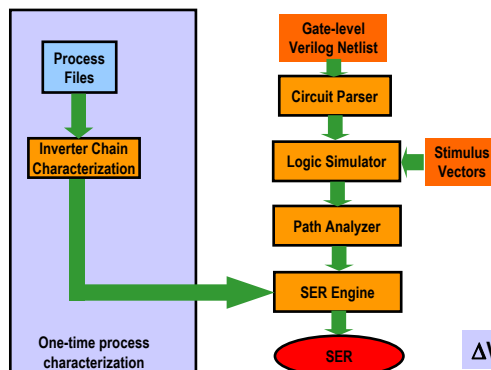 Process
Files
Inverter Chain
Characterization
One-time process
characterization
Gate-level
Verilog Netlist
Circuit Parser
Logic Simulator
Stimulus
Vectors
Path Analyzer
SER Engine
SER